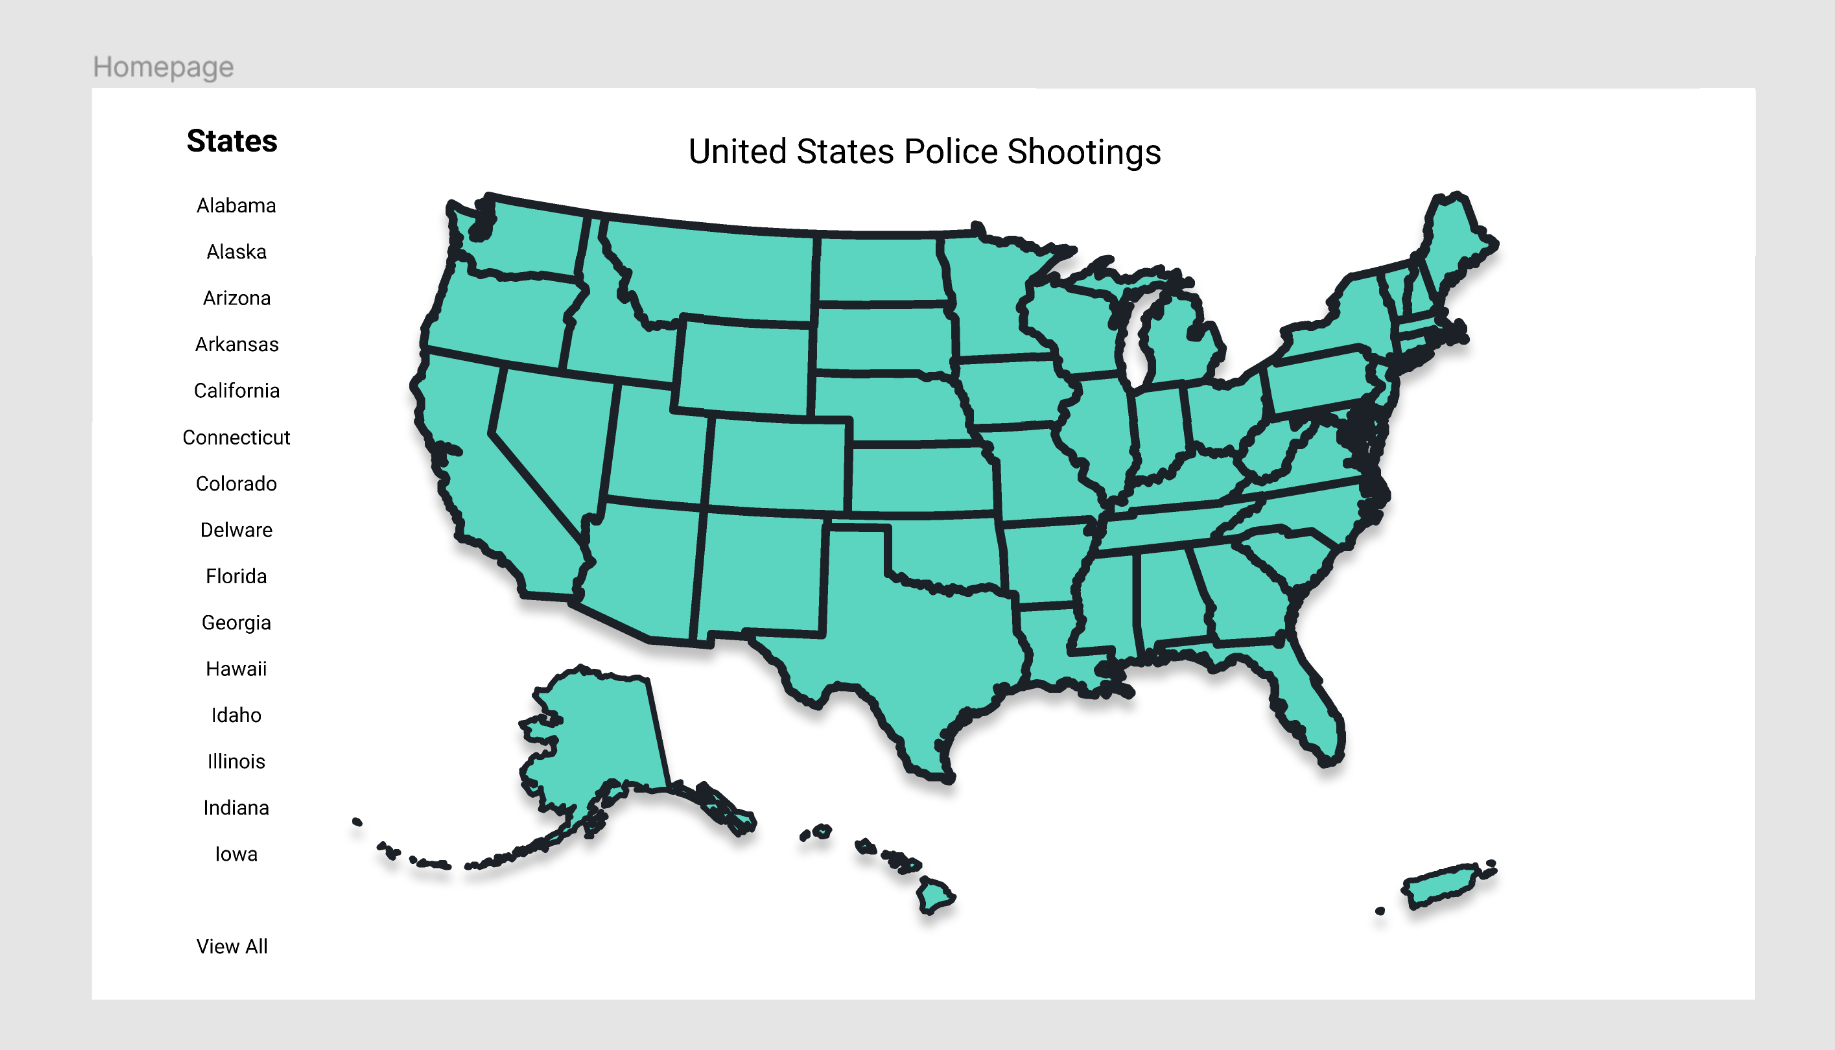 Homepage
States
United States Police Shootings
Alabama
Alaska
Arizona
Arkansas
California
Connecticut
Colorado
Delware
Florida
Georgia
Hawaii
Idaho
Illinois
Indiana
Iowa
View All